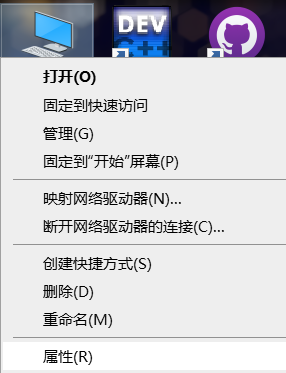 DEV
C++
打开(O)
固定到快速访问
管理(G)
固定到“开始”屏幕(P)
映射网络驱动器(N)...
断开网络驱动器的连接(C)...
创建快捷方式(S)
删除(D)
重命名(M)
属性(R)